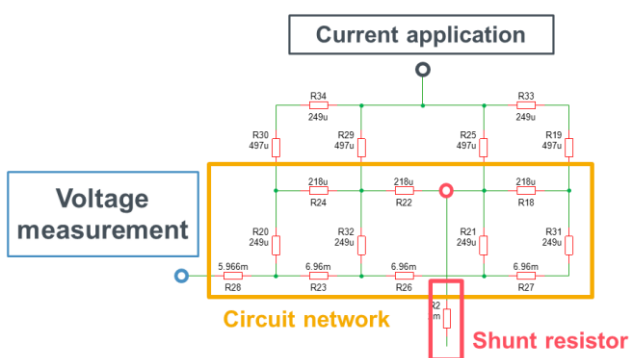 Current application
R34
249u
R33
249u
R30
497u
R29
497u
R25
497u
R19
497u
Voltage
measurement
218u
R24
218u
R22
218u
R18
R20
249u
R32
249u
R21
249u
R31
249u
5.966m
R28
6.96m
R23
6.96m
R26
6.96m
R27
Circuit network
R2
Shunt resistor